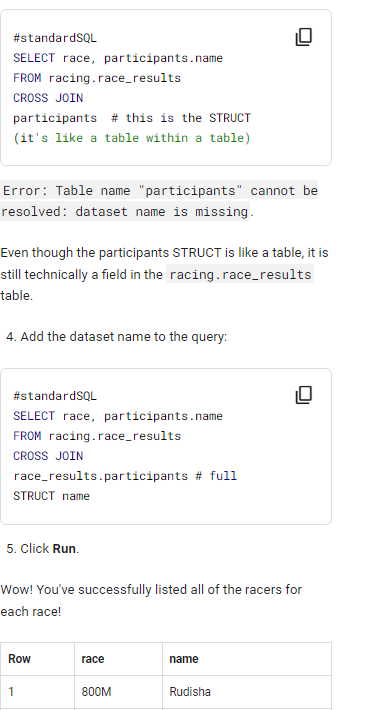 #standardSQL
SELECT race, participants.name
FROM racing.race_results
CROSS JOIN
participants  # this is the STRUCT
(it's like a table within a table)
Error: Table name "participants" cannot be
resolved: dataset name is missing.
Even though the participants STRUCT is like a table, it is
still technically a field in the racing.race_results
table.
4. Add the dataset name to the query:
#standardSQL
SELECT race, participants.name
FROM racing.race_results
CROSS JOIN
race_results.participants # full
STRUCT name
5. Click Run.
Wow! You've successfully listed all of the racers for
each race!
Row race name
1 800M Rudisha